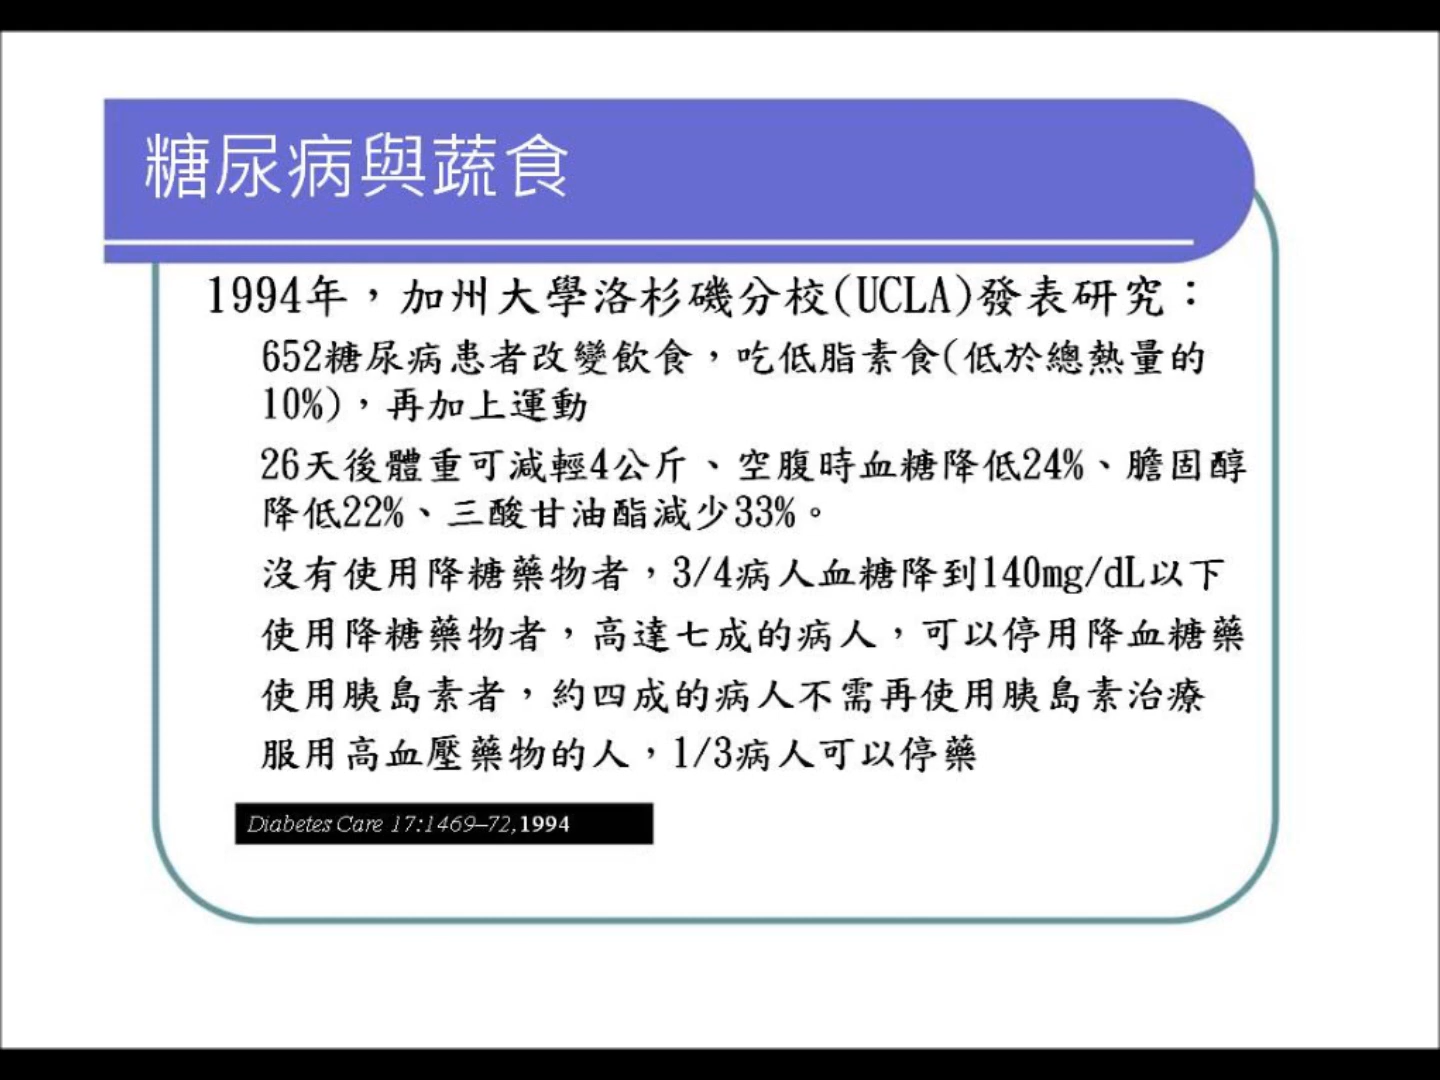 糖尿病與蔬食
1994年，加州大學洛杉磯分校(UCLA)發表研究：
652糖尿病患者改變飲食，吃低脂素食(低於總熱量的
10%)，再加上運動
26天後體重可減輕4公斤、空腹時血糖降低24%、膽固醇
降低22%、三酸甘油酯減少33%。
沒有使用降糖藥物者，3/4病人血糖降到140mg/dL以下
使用降糖藥物者，高達七成的病人，可以停用降血糖藥
使用胰島素者，約四成的病人不需再使用胰島素治療
服用高血壓藥物的人，1/3病人可以停藥
Diabetes Care 17:1469–72,1994